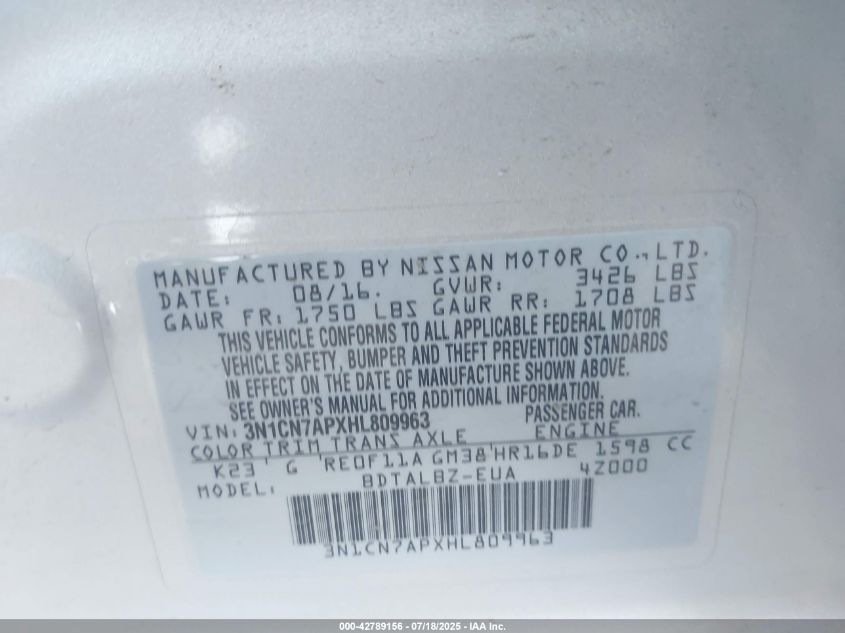 MANUFACTURED BY NISSAN MOTOR CO., LTD.
DATE: 08/16. GVWR: 3426 LBS
GAWR FR: 1750 LBS GAWR RR: 1708 LBS
THIS VEHICLE CONFORMS TO ALL APPLICABLE FEDERAL MOTOR
VEHICLE SAFETY, BUMPER AND THEFT PREVENTION STANDARDS
IN EFFECT ON THE DATE OF MANUFACTURE SHOWN ABOVE.
SEE OWNER'S MANUAL FOR ADDITIONAL INFORMATION.
VIN: 3N1CN7APXHL809963 PASSENGER CAR.
COLOR TRIM TRANS AXLE ENGINE
K23 G RE0F11A GM38 HR16DE 1598 CC
MODEL: BDTALBZ-EUA 4Z000
3N1CN7APXHL809963
000-42789156 - 07/18/2025 - IAA Inc.